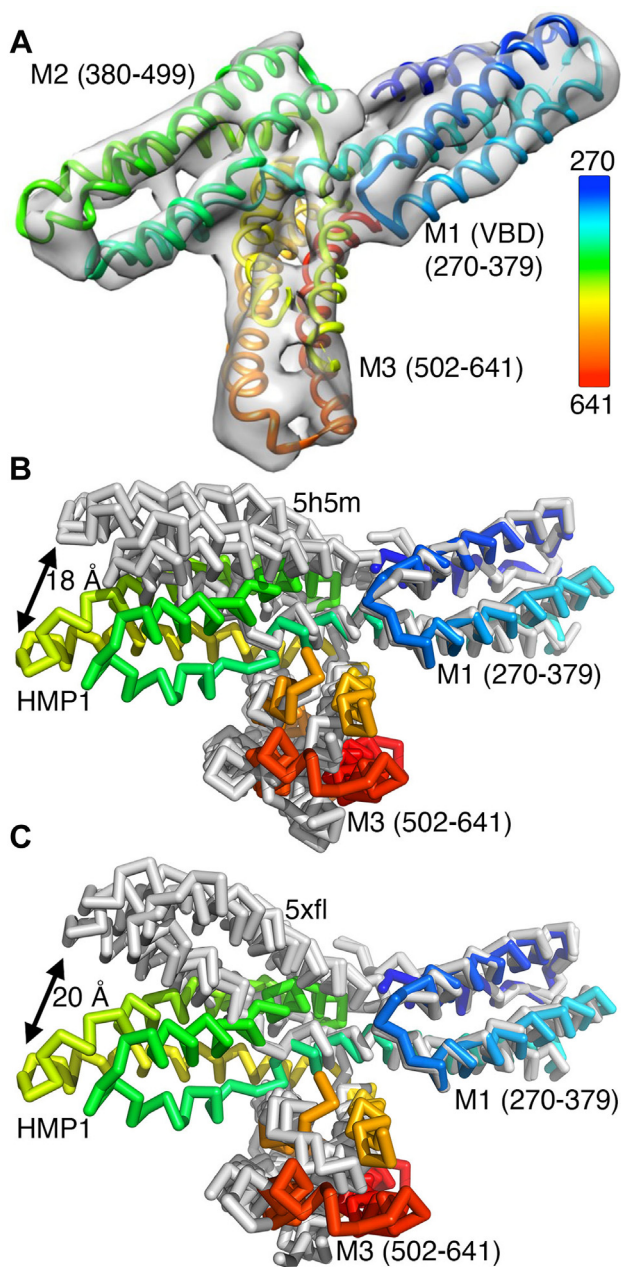 A
M2 (380-499)
270
M1 (VBD)
(270-379)
M3 (502-641)
641
B
5h5m
18 Å
M1 (270-379)
HMP1
M3 (502-641)
C
5xfl
20 Å
M1 (270-379)
HMP1
M3 (502-641)